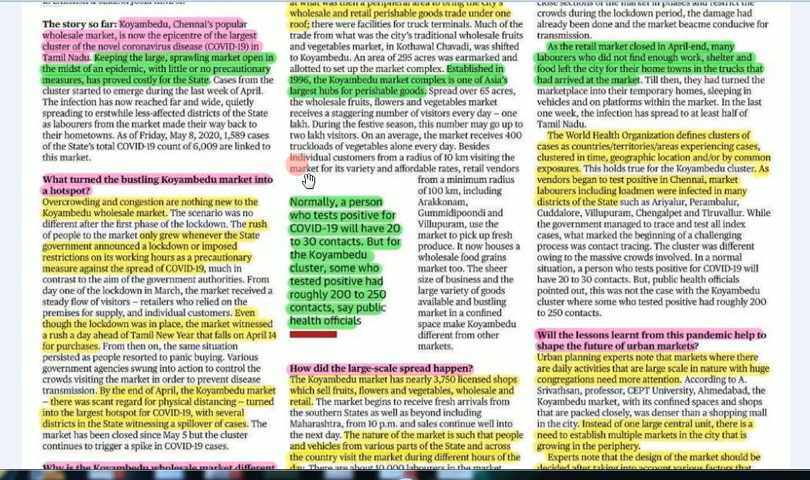 The story so far: Koyambedu, Chennai's popular
wholesale market, is now the epicentre of the largest
cluster of the novel coronavirus disease (COVID-19) in
Tamil Nadu. Keeping the large, sprawling market open in
the midst of an epidemic, with little or no precautionary
measures, has proved costly for the State. Cases from the
cluster started to emerge during the last week of April.
The infection has now reached far and wide, quietly
spreading to erstwhile less-affected districts of the State
as labourers from the market made their way back to
their hometowns. As of Friday, May 8, 2020, 1,589 cases
of the State's total COVID-19 count of 6,009 are linked to
this market.
What turned the bustling Koyambedu market into
a hotspot?
Overcrowding and congestion are nothing new to the
Koyambedu wholesale market. The scenario was no
different after the first phase of the lockdown. The rush
of people to the market only grew whenever the State
government announced a lockdown or imposed
restrictions on its working hours as a precautionary
measure against the spread of COVID-19, much in
contrast to the aim of the government authorities. From
day one of the lockdown in March, the market received a
steady flow of visitors – retailers who relied on the
premises for supply, and individual customers. Even
though the lockdown was in place, the market witnessed
a rush a day ahead of Tamil New Year that falls on April 14
for purchases. From then on, the same situation
persisted as people resorted to panic buying. Various
government agencies swung into action to control the
crowds visiting the market in order to prevent disease
transmission. By the end of April, the Koyambedu market
– there was scant regard for physical distancing – turned
into the largest hotspot for COVID-19, with several
districts in the State witnessing a spillover of cases. The
market has been closed since May 5 but the cluster
continues to trigger a spike in COVID-19 cases.
Why is the Koyambedu wholesale market different
wholesale and retail perishable goods trade under one
roof; there were facilities for truck terminals. Much of the
trade from what was the city's traditional wholesale fruits
and vegetables market, in Kothawal Chavadi, was shifted
to Koyambedu. An area of 295 acres was earmarked and
allotted to set up the market complex. Established in
1996, the Koyambedu market complex is one of Asia's
largest hubs for perishable goods. Spread over 65 acres,
the wholesale fruits, flowers and vegetables market
receives a staggering number of visitors every day – one
lakh. During the festive season, this number may go up to
two lakh visitors. On an average, the market receives 400
truckloads of vegetables alone every day. Besides
individual customers from a radius of 10 km visiting the
market for its variety and affordable rates, retail vendors
from a minimum radius
of 100 km, including
Arakkonam,
Gummidipoondi and
Villupuram, use the
market to pick up fresh
produce. It now houses a
wholesale food grains
market too. The sheer
size of business and the
large variety of goods
available and bustling
market in a confined
space make Koyambedu
different from other
markets.
Normally, a person
who tests positive for
COVID-19 will have 20
to 30 contacts. But for
the Koyambedu
cluster, some who
tested positive had
roughly 200 to 250
contacts, say public
health officials
How did the large-scale spread happen?
The Koyambedu market has nearly 3,750 licensed shops
which sell fruits, flowers and vegetables, wholesale and
retail. The market begins to receive fresh arrivals from
the southern States as well as beyond including
Maharashtra, from 10 p.m. and sales continue well into
the next day. The nature of the market is such that people
and vehicles from various parts of the State and across
the country visit the market during different hours of the
day. There are about 10,000 labourers in the market
crowds during the lockdown period, the damage had
already been done and the market became conducive for
transmission.
As the retail market closed in April-end, many
labourers who did not find enough work, shelter and
food left the city for their home towns in the trucks that
had arrived at the market. Till then, they had turned the
marketplace into their temporary homes, sleeping in
vehicles and on platforms within the market. In the last
one week, the infection has spread to at least half of
Tamil Nadu.
The World Health Organization defines clusters of
cases as countries/territories/areas experiencing cases,
clustered in time, geographic location and/or by common
exposures. This holds true for the Koyambedu cluster. As
vendors began to test positive in Chennai, market
labourers including loadmen were infected in many
districts of the State such as Ariyalur, Perambalur,
Cuddalore, Villupuram, Chengalpet and Tiruvallur. While
the government managed to trace and test all index
cases, what marked the beginning of a challenging
process was contact tracing. The cluster was different
owing to the massive crowds involved. In a normal
situation, a person who tests positive for COVID-19 will
have 20 to 30 contacts. But, public health officials
pointed out, this was not the case with the Koyambedu
cluster where some who tested positive had roughly 200
to 250 contacts.
Will the lessons learnt from this pandemic help to
shape the future of urban markets?
Urban planning experts note that markets where there
are daily activities that are large scale in nature with huge
congregations need more attention. According to A.
Srivathsan, professor, CEPT University, Ahmedabad, the
Koyambedu market, with its confined spaces and shops
that are packed closely, was denser than a shopping mall
in the city. Instead of one large central unit, there is a
need to establish multiple markets in the city that is
growing in the periphery.
Experts note that the design of the market should be
decided after taking into account various factors that